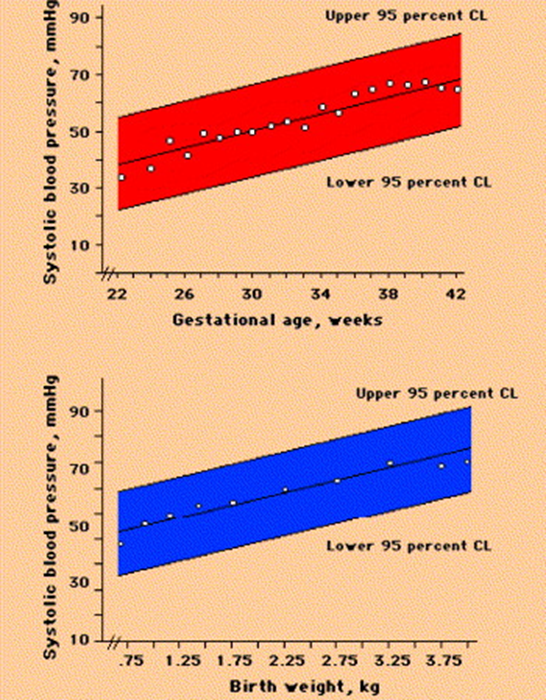 Upper 95 percent CL
Systolic blood pressure, mmHg
90
70
50
30
10
Lower 95 percent CL
22 26 30 34 38 42
Gestational age, weeks
Upper 95 percent CL
Systolic blood pressure, mmHg
90
70
50
30
10
Lower 95 percent CL
.75 1.25 1.75 2.25 2.75 3.25 3.75
Birth weight, kg